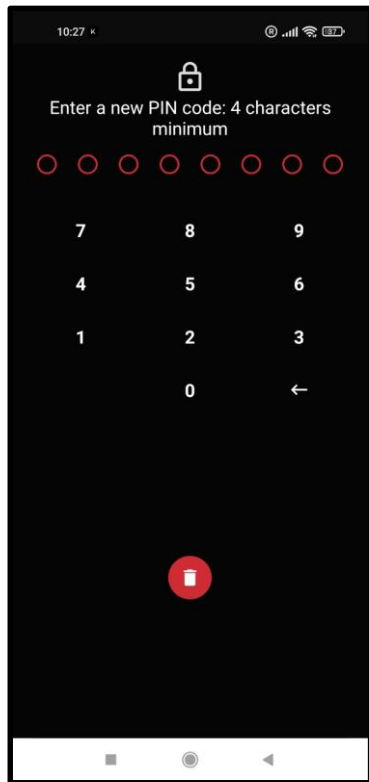 10:27 K
R 37
Enter a new PIN code: 4 characters
minimum
7 8 9
4 5 6
1 2 3
0